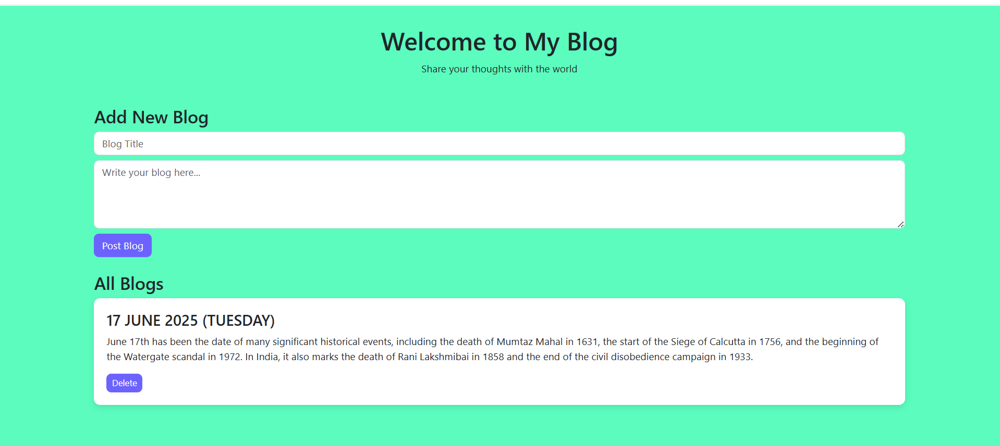 Welcome to My Blog
Share your thoughts with the world
Add New Blog
Blog Title
Write your blog here...
Post Blog
All Blogs
17 JUNE 2025 (TUESDAY)
June 17th has been the date of many significant historical events, including the death of Mumtaz Mahal in 1631, the start of the Siege of Calcutta in 1756, and the beginning of
the Watergate scandal in 1972. In India, it also marks the death of Rani Lakshmibai in 1858 and the end of the civil disobedience campaign in 1933.
Delete